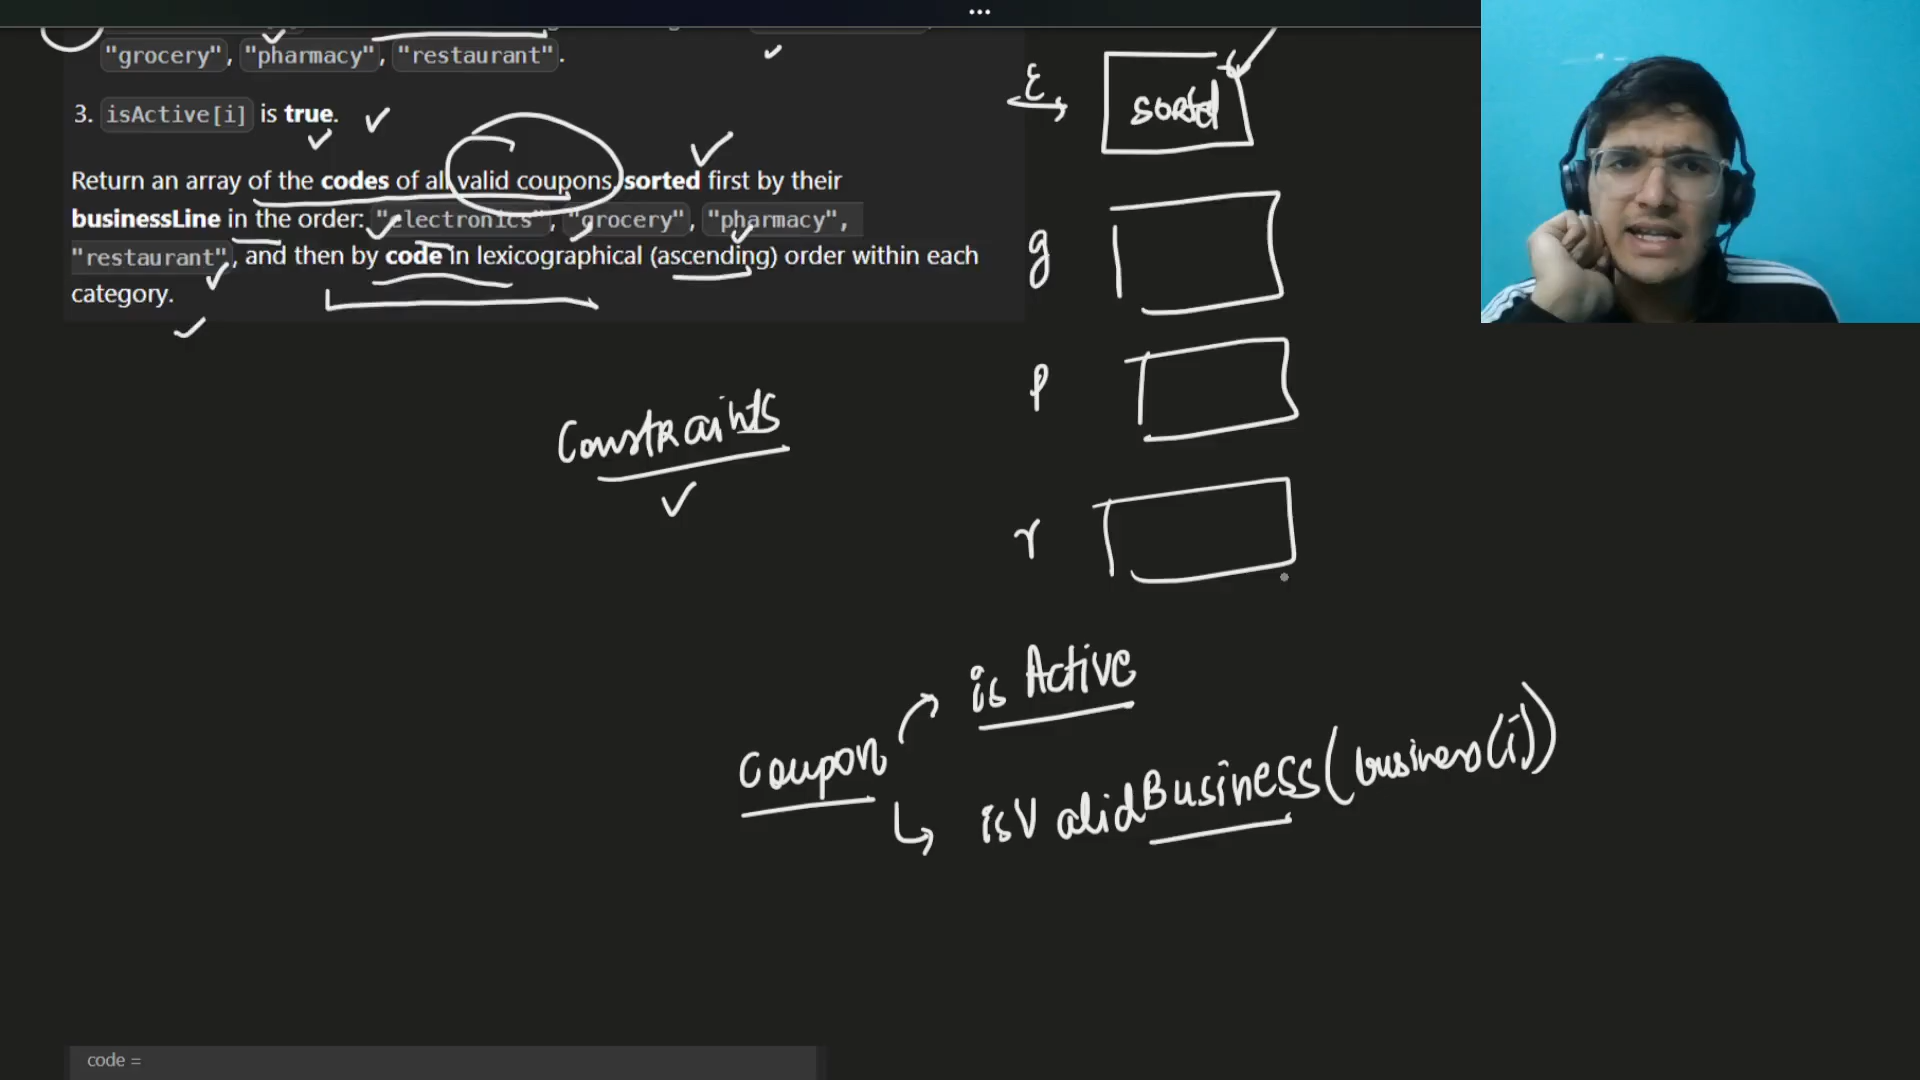 ...
"grocery", "pharmacy", "restaurant".
3. isActive[i] is true.
Return an array of the codes of all valid coupons, sorted first by their
businessLine in the order: "electronics", "grocery", "pharmacy",
"restaurant", and then by code in lexicographical (ascending) order within each
category.
E
sorted
g
p
r
Constraints
Coupon
is Active
isValidBusiness(business(i))
code =